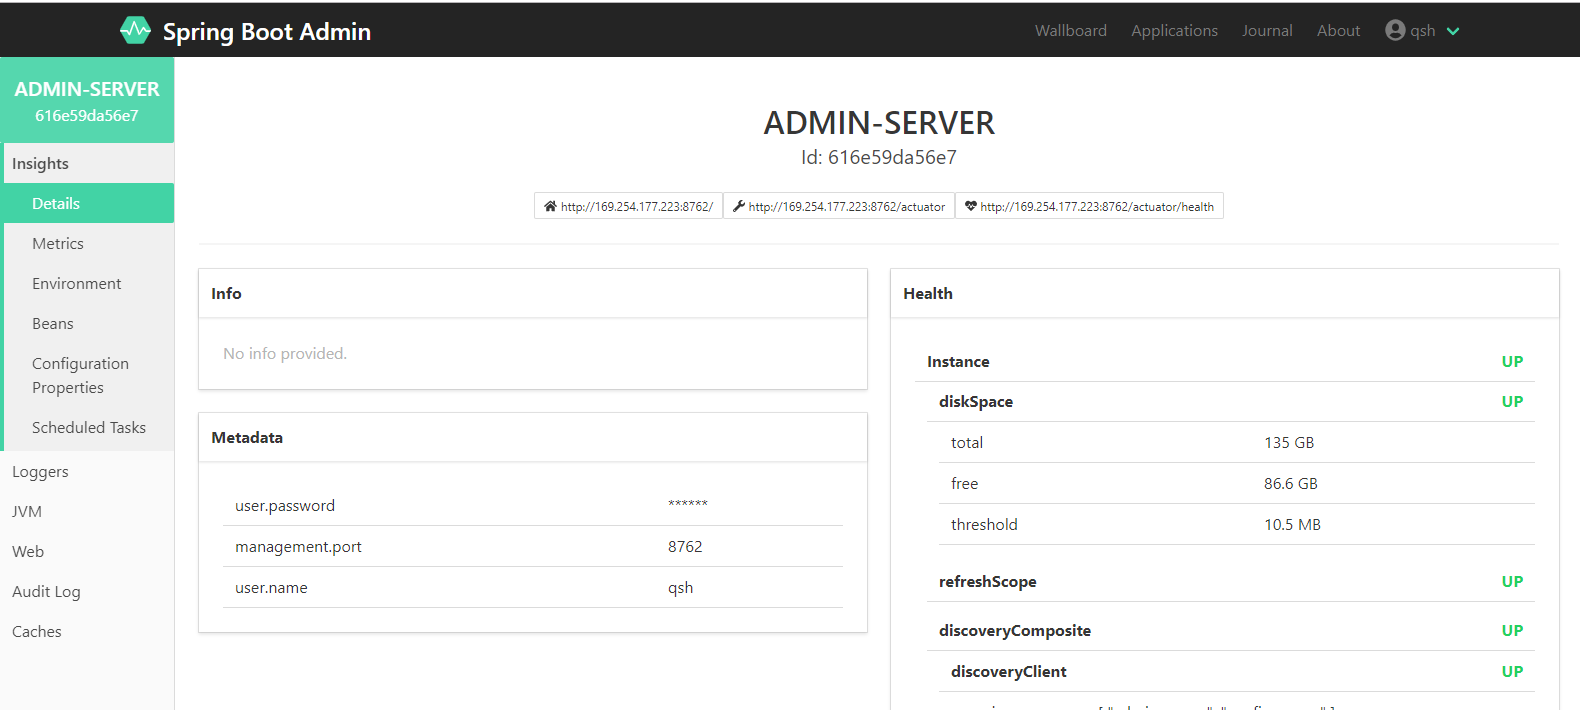 Spring Boot Admin
Wallboard Applications Journal About qsh
ADMIN-SERVER
616e59da56e7
Insights
Details
Metrics
Environment
Beans
Configuration
Properties
Scheduled Tasks
Loggers
JVM
Web
Audit Log
Caches
ADMIN-SERVER
Id: 616e59da56e7
http://169.254.177.223:8762/ http://169.254.177.223:8762/actuator http://169.254.177.223:8762/actuator/health
Info
No info provided.
Metadata
user.password ******
management.port 8762
user.name qsh
Health
Instance UP
diskSpace UP
total 135 GB
free 86.6 GB
threshold 10.5 MB
refreshScope UP
discoveryComposite UP
discoveryClient UP